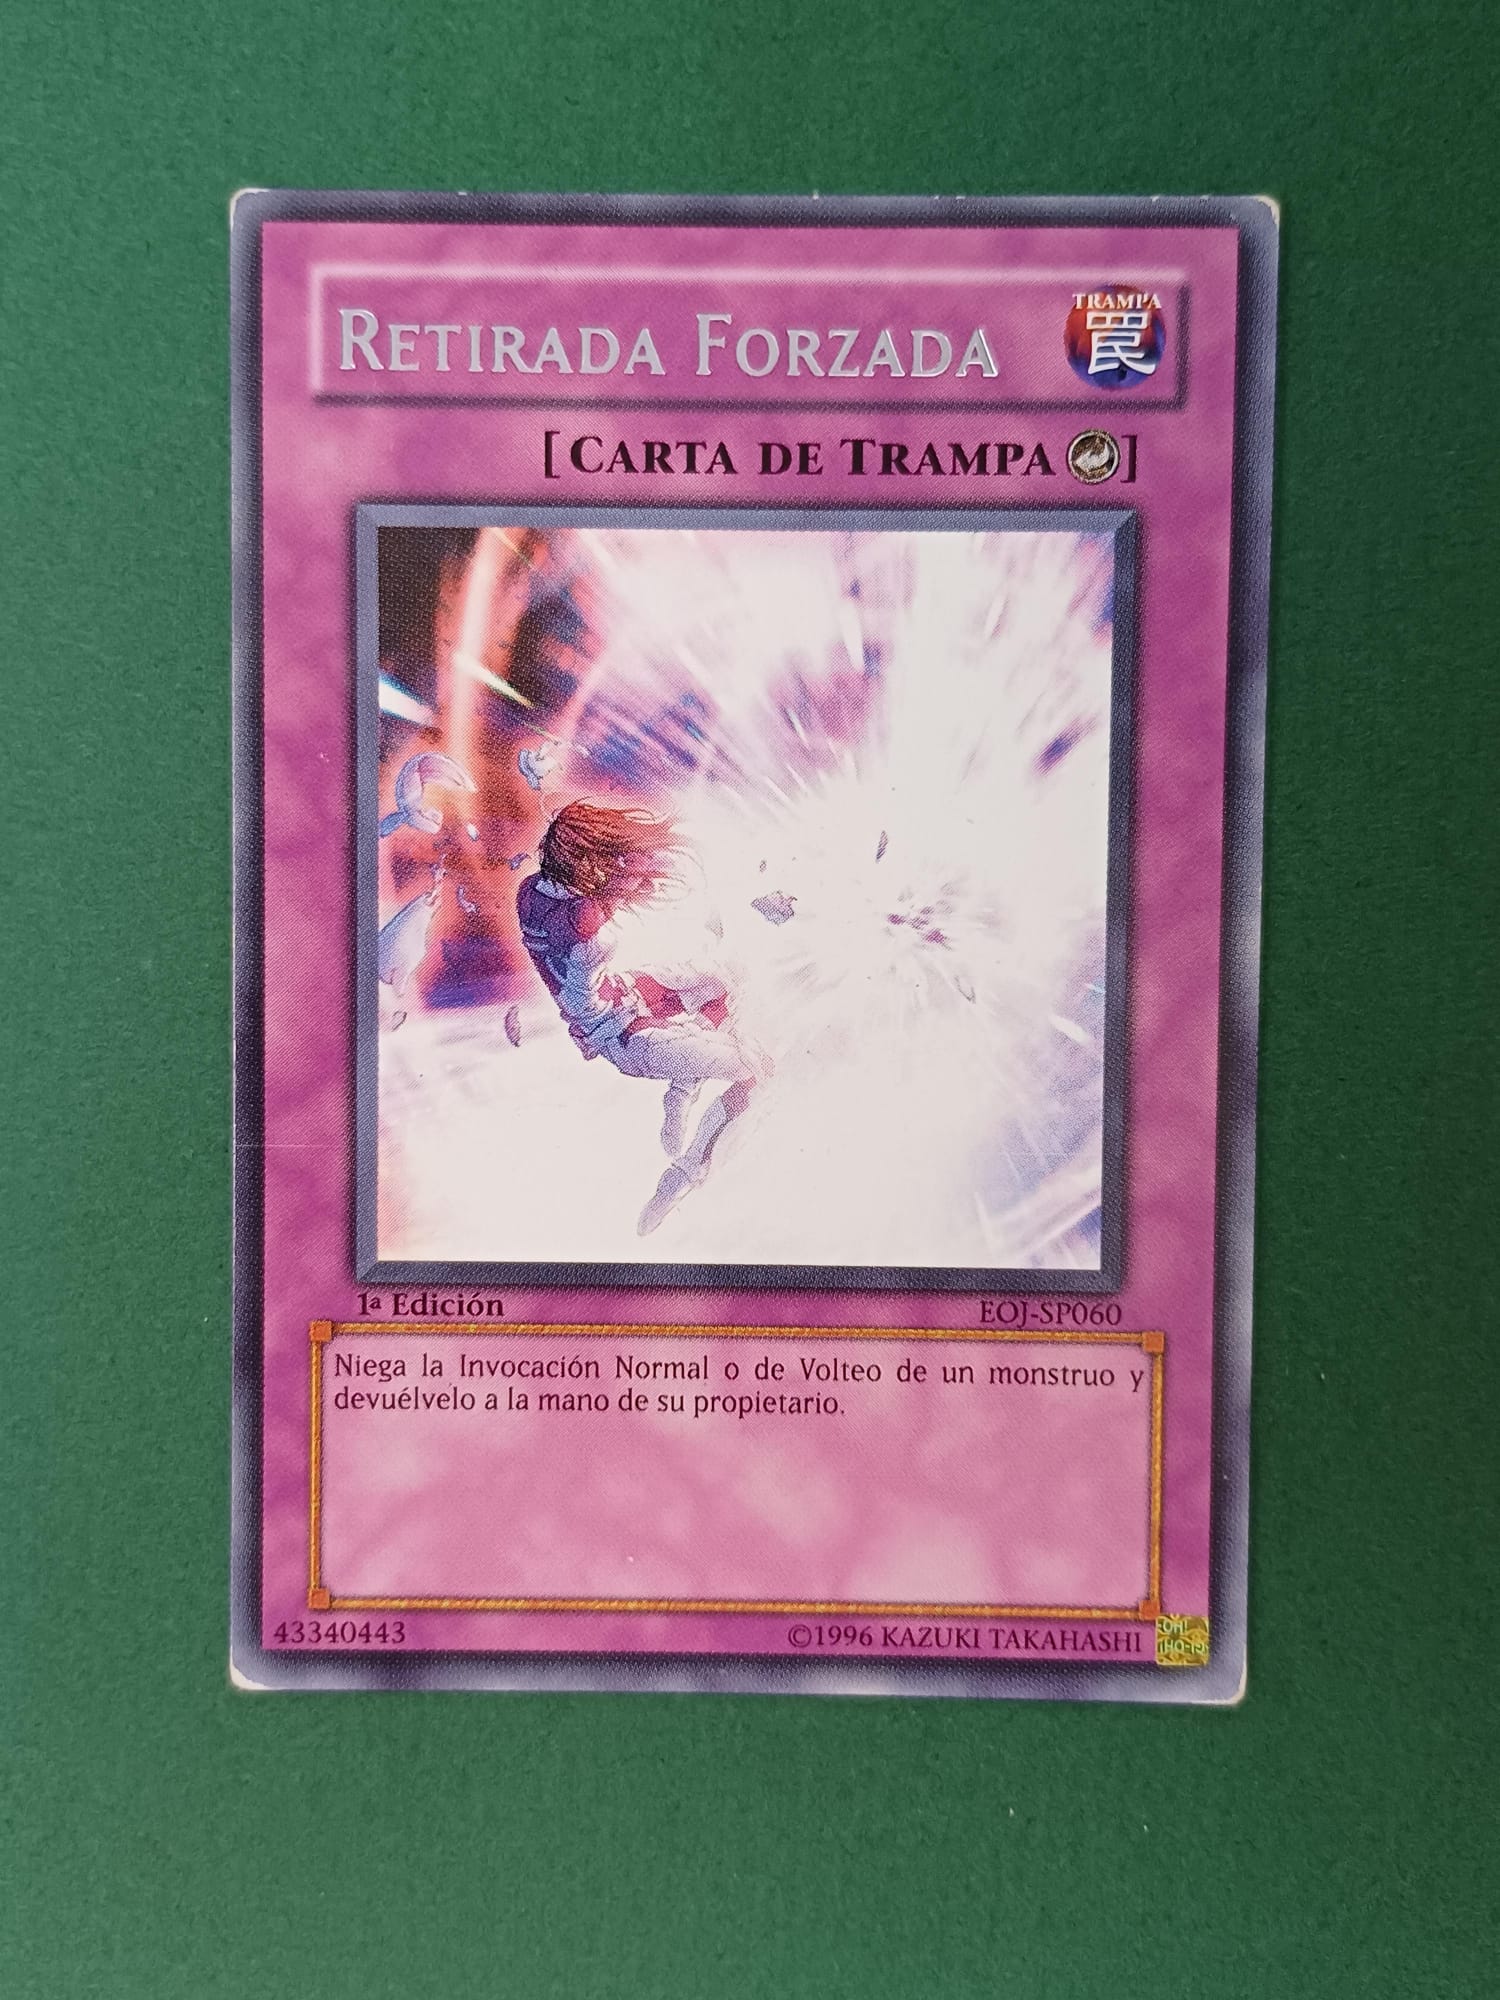 RETIRADA FORZADA
TRAMPA
罠
[CARTA DE TRAMPA]
1ª Edición
EOJ-SP060
Niega la Invocación Normal o de Volteo de un monstruo y
devuélvelo a la mano de su propietario.
43340443
©1996 KAZUKI TAKAHASHI